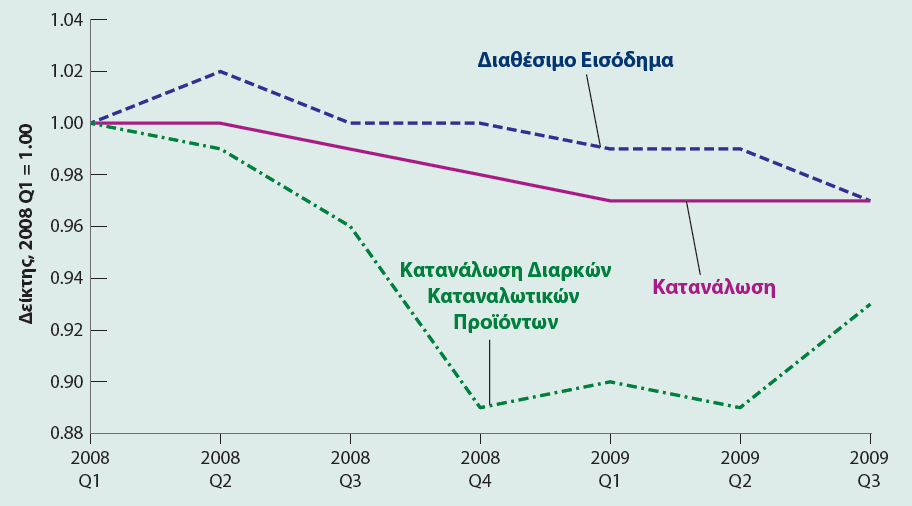 1.04
1.02
1.00
0.98
0.96
0.94
0.92
0.90
0.88
Δείκτης, 2008 Q1 = 1.00
Διαθέσιμο Εισόδημα
Κατανάλωση Διαρκών
Καταναλωτικών
Προϊόντων
Κατανάλωση
2008 2008 2008 2008 2009 2009 2009
Q1 Q2 Q3 Q4 Q1 Q2 Q3